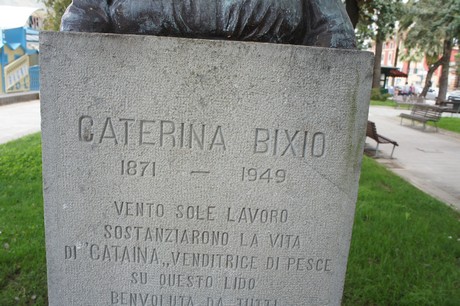 CATERINA BIXIO
1871 — 1949
VENTO SOLE LAVORO
SOSTANZIARONO LA VITA
DI "CATAINA,, VENDITRICE DI PESCE
SU QUESTO LIDO
BENVOLUTA DA TUTTI